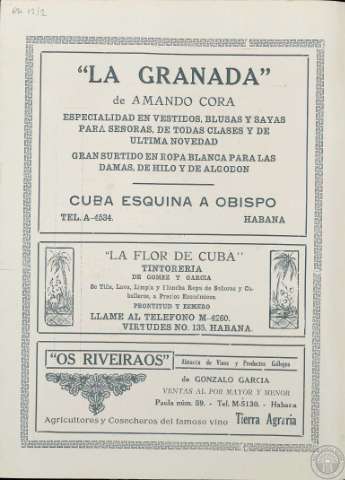 "LA GRANADA"
de AMANDO CORA
ESPECIALIDAD EN VESTIDOS, BLUSAS Y SAYAS
PARA SEÑORAS, DE TODAS CLASES Y DE
ULTIMA NOVEDAD
GRAN SURTIDO EN ROPA BLANCA PARA LAS
DAMAS, DE HILO Y DE ALGODON
CUBA ESQUINA A OBISPO
TEL. A-4534. HABANA
"LA FLOR DE CUBA"
TINTORERIA
DE GOMEZ Y GARCIA
Se Tiñe, Lava, Limpia y Plancha Ropa de Señoras y Ca-
balleros, a Precios Económicos
PRONTITUD Y ESMERO
LLAME AL TELEFONO M-4260.
VIRTUDES NO. 135. HABANA.
"OS RIVEIRAOS"
Almacén de Vinos y Productos Gallegos
de GONZALO GARCIA
VENTAS AL POR MAYOR Y MENOR
Paula núm. 59. - Tel. M-5130. - Habana
Agricultores y Cosecheros del famoso vino Tierra Agraria